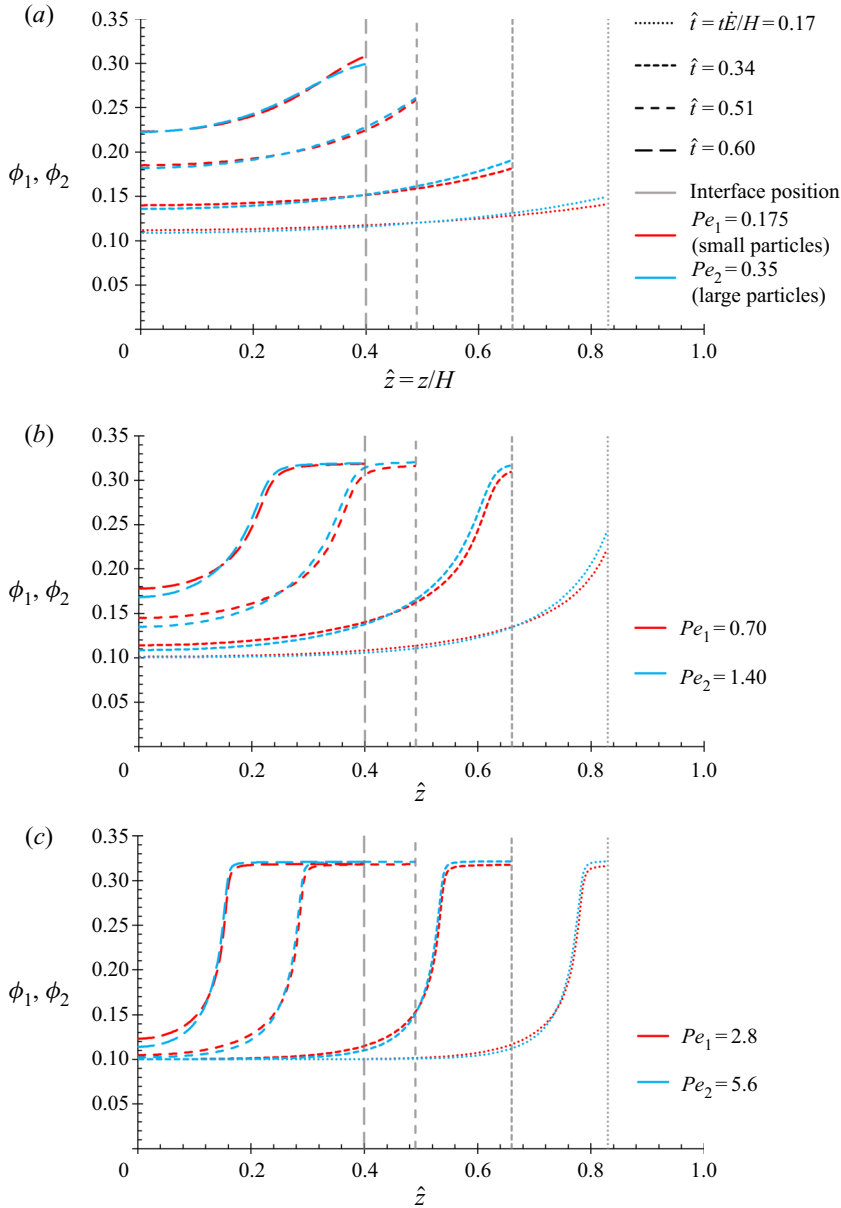 (a)
0.35
0.30
0.25
0.20
0.15
0.10
0.05
ϕ₁, ϕ₂
0
0.2
0.4
0.6
0.8
1.0
ẑ = z/H
t̂ = tĖ/H = 0.17
t̂ = 0.34
t̂ = 0.51
t̂ = 0.60
Interface position
Pe₁ = 0.175
(small particles)
Pe₂ = 0.35
(large particles)
(b)
0.35
0.30
0.25
0.20
0.15
0.10
0.05
ϕ₁, ϕ₂
0
0.2
0.4
0.6
0.8
1.0
ẑ
Pe₁ = 0.70
Pe₂ = 1.40
(c)
0.35
0.30
0.25
0.20
0.15
0.10
0.05
ϕ₁, ϕ₂
0
0.2
0.4
0.6
0.8
1.0
ẑ
Pe₁ = 2.8
Pe₂ = 5.6